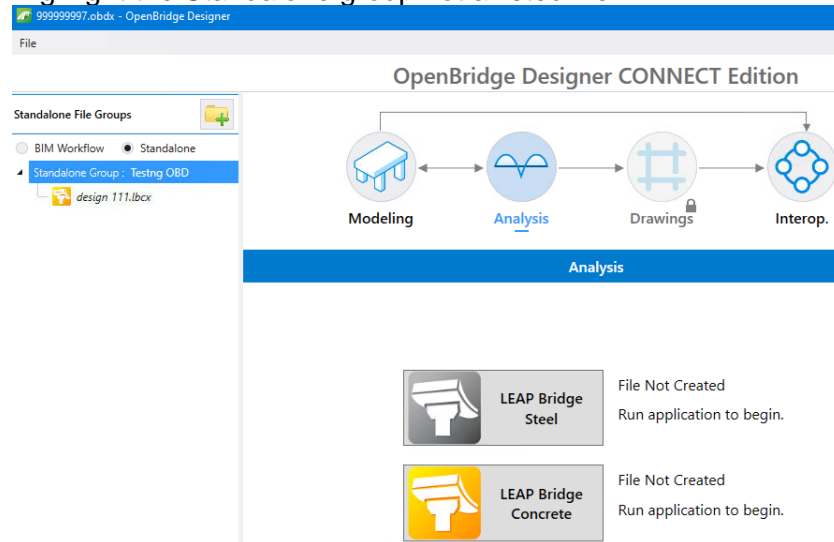 999999997.obdx - OpenBridge Designer
File
OpenBridge Designer CONNECT Edition
Standalone File Groups
BIM Workflow Standalone
Standalone Group : Testng OBD
design 111.lbcx
Modeling Analysis Drawings Interop.
Analysis
LEAP Bridge
Steel
File Not Created
Run application to begin.
LEAP Bridge
Concrete
File Not Created
Run application to begin.